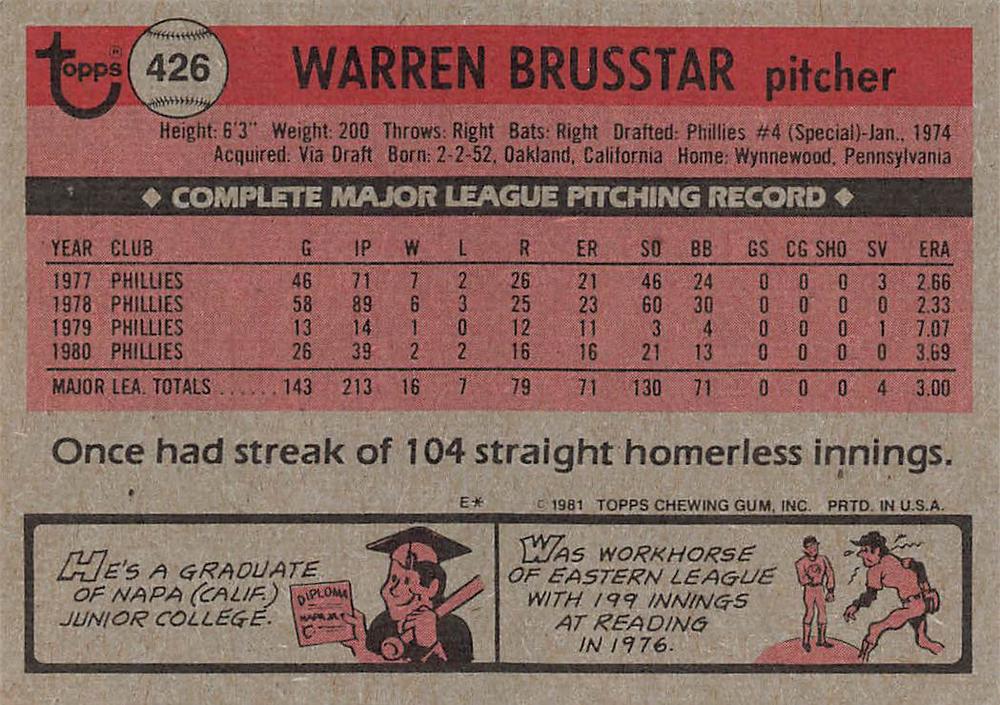 Topps®
426
WARREN BRUSSTAR pitcher
Height: 6'3" Weight: 200 Throws: Right Bats: Right Drafted: Phillies #4 (Special)-Jan., 1974
Acquired: Via Draft Born: 2-2-52, Oakland, California Home: Wynnewood, Pennsylvania
◆ COMPLETE MAJOR LEAGUE PITCHING RECORD ◆
YEAR CLUB G IP W L R ER SO BB GS CG SHO SV ERA
1977 PHILLIES 46 71 7 2 26 21 46 24 0 0 0 3 2.66
1978 PHILLIES 58 89 6 3 25 23 60 30 0 0 0 0 2.33
1979 PHILLIES 13 14 1 0 12 11 3 4 0 0 0 1 7.07
1980 PHILLIES 26 39 2 2 16 16 21 13 0 0 0 0 3.69
MAJOR LEA. TOTALS ...... 143 213 16 7 79 71 130 71 0 0 0 4 3.00
Once had streak of 104 straight homerless innings.
E* © 1981 TOPPS CHEWING GUM, INC. PRTD. IN U.S.A.
HE'S A GRADUATE
OF NAPA (CALIF.)
JUNIOR COLLEGE.
DIPLOMA
NAPA JR.
C
WAS WORKHORSE
OF EASTERN LEAGUE
WITH 199 INNINGS
AT READING
IN 1976.